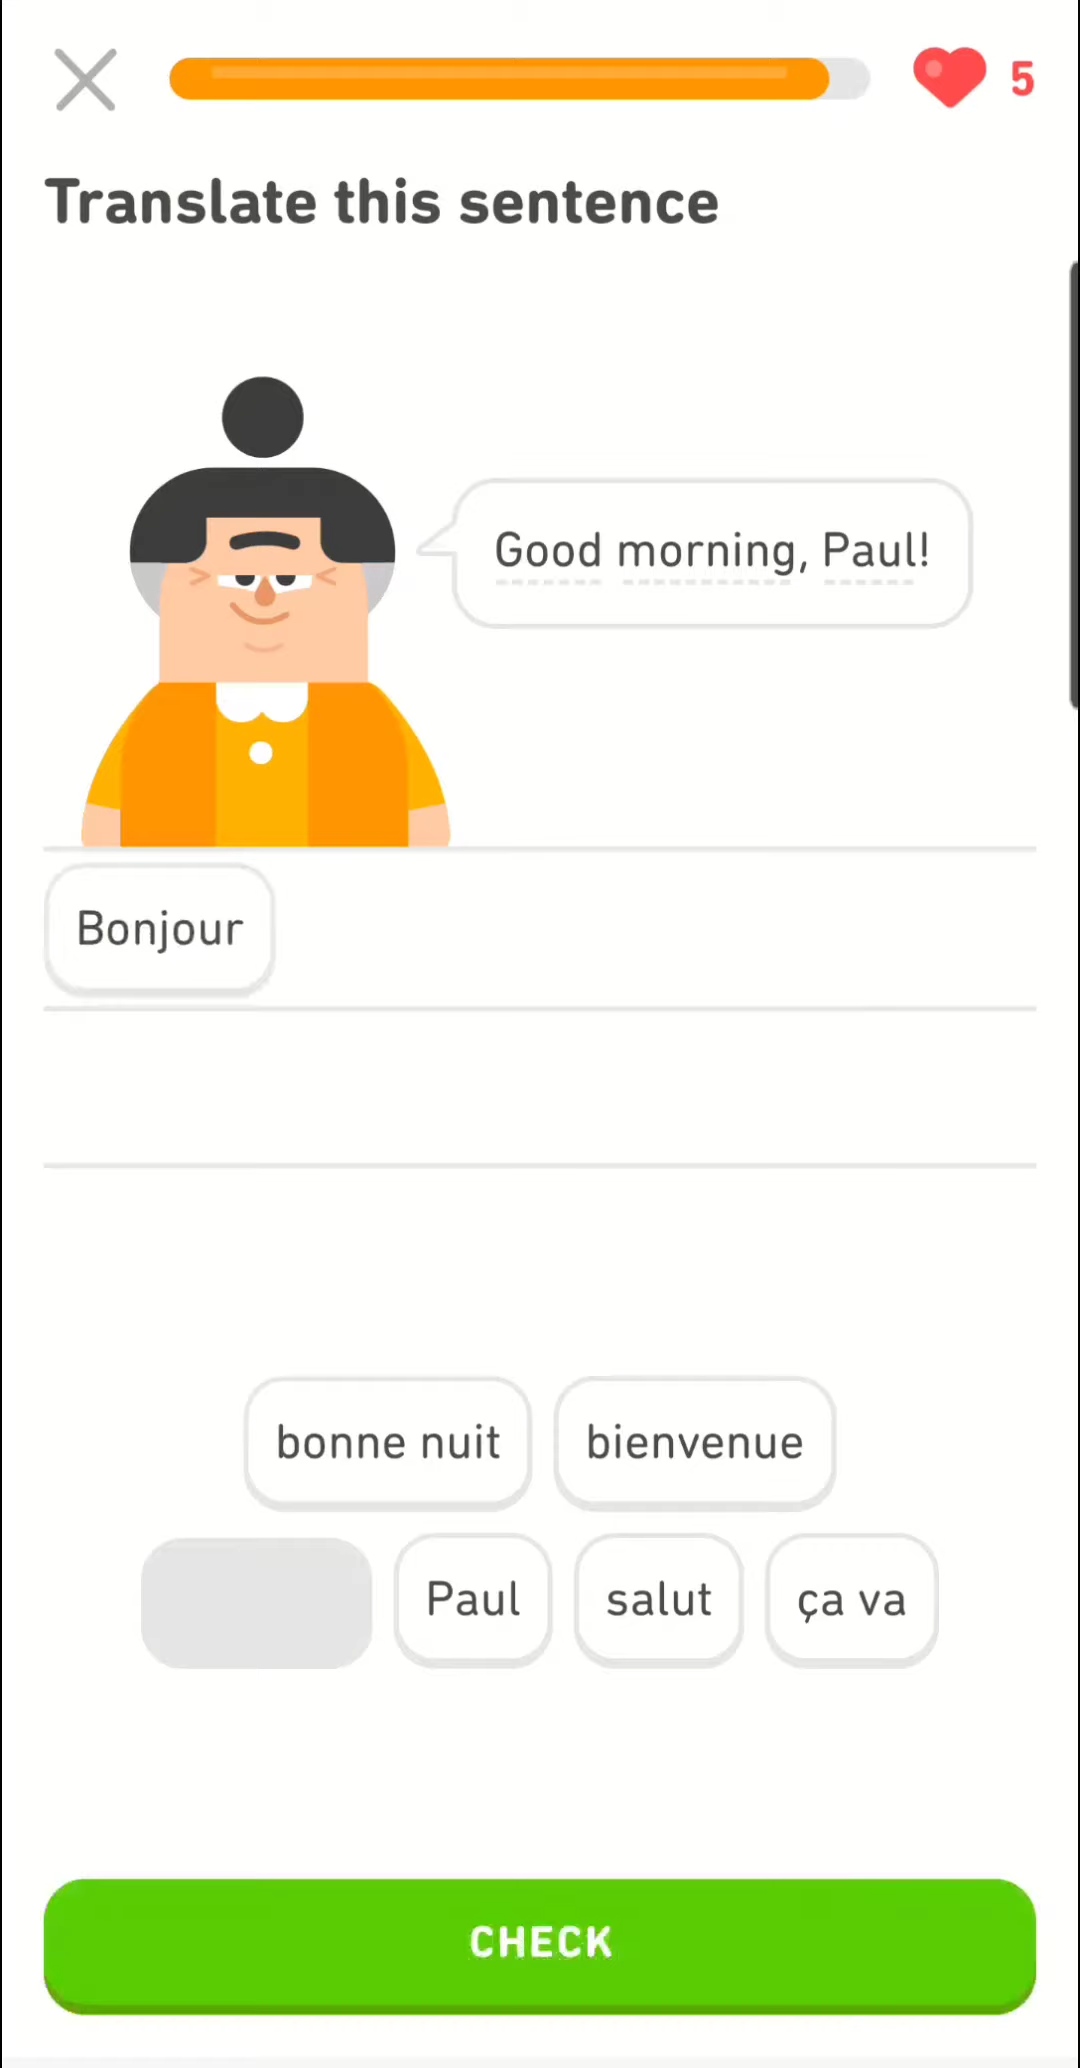 5
Translate this sentence
Good morning, Paul!
Bonjour
bonne nuit bienvenue
Paul salut ça va
CHECK